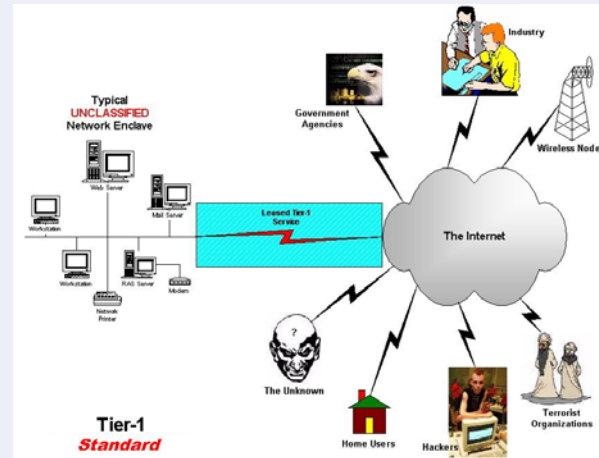 Typical
UNCLASSIFIED
Network Enclave
Web Server
Mail Server
Workstation
Workstation
RAS Server
Modem
Network
Printer
Leased Tier-1
Service
Government
Agencies
Industry
Wireless Node
The Internet
?
The Unknown
Home Users
Hackers
Terrorist
Organizations
Tier-1
Standard